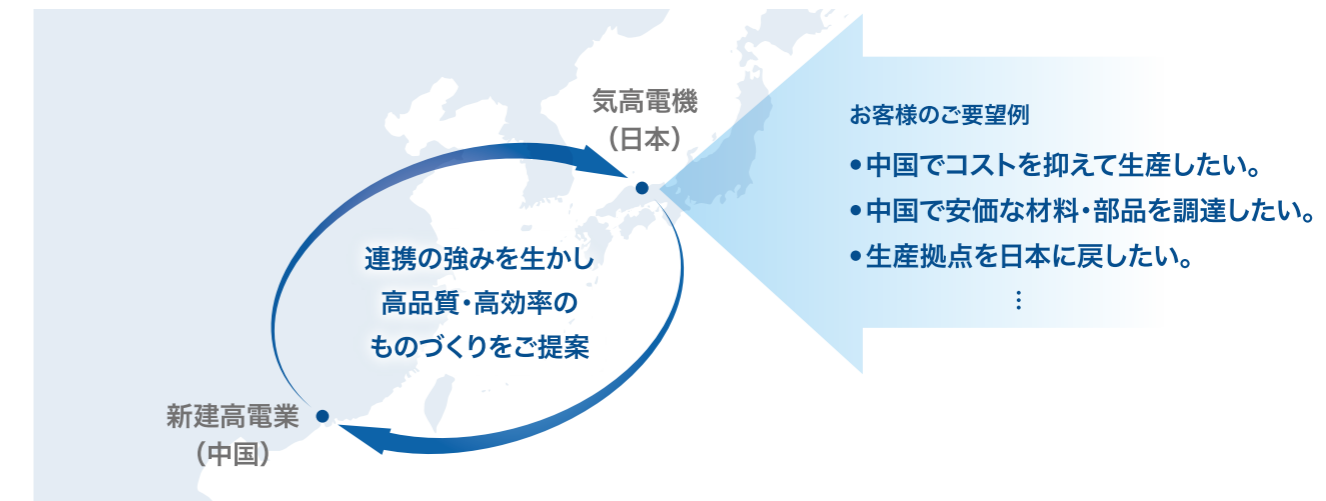 気高電機
（日本）
お客様のご要望例
●中国でコストを抑えて生産したい。
●中国で安価な材料・部品を調達したい。
●生産拠点を日本に戻したい。
⋮
連携の強みを生かし
高品質・高効率の
ものづくりをご提案
新建高電業
（中国）